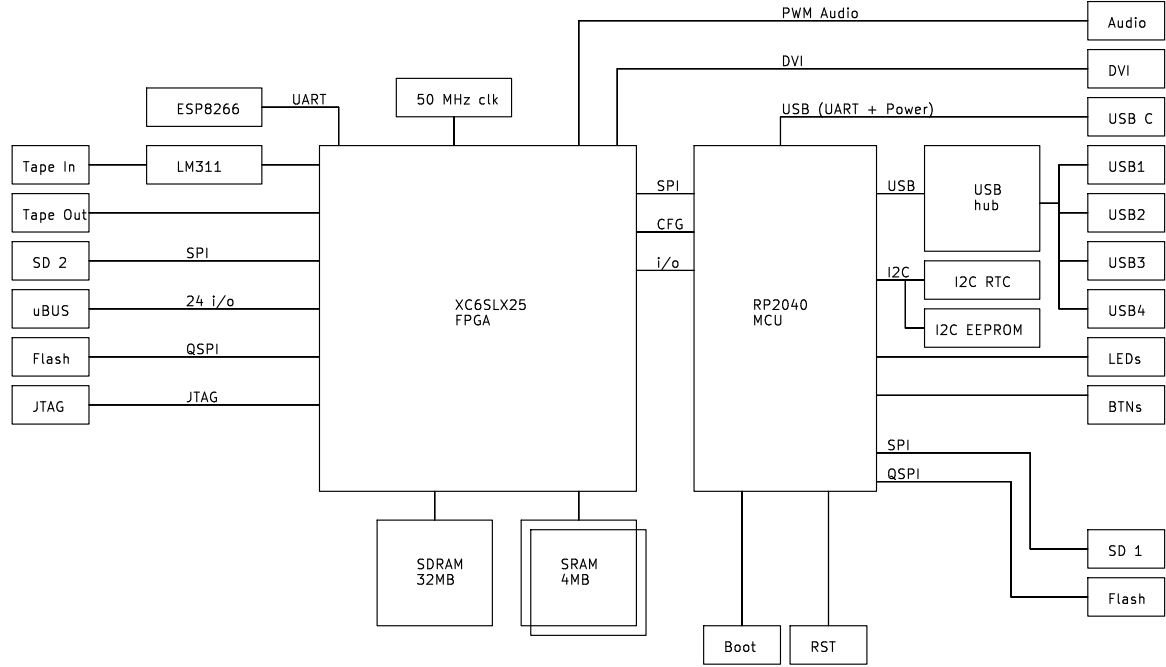 PWM Audio
Audio
DVI
DVI
ESP8266
UART
50 MHz clk
USB (UART + Power)
USB C
Tape In
LM311
SPI
USB
USB
hub
USB1
Tape Out
CFG
USB2
SD 2
SPI
i/o
I2C
I2C RTC
USB3
uBUS
24 i/o
XC6SLX25
FPGA
RP2040
MCU
I2C EEPROM
USB4
Flash
QSPI
LEDs
JTAG
JTAG
BTNs
SPI
QSPI
SDRAM
32MB
SRAM
4MB
SD 1
Flash
Boot
RST